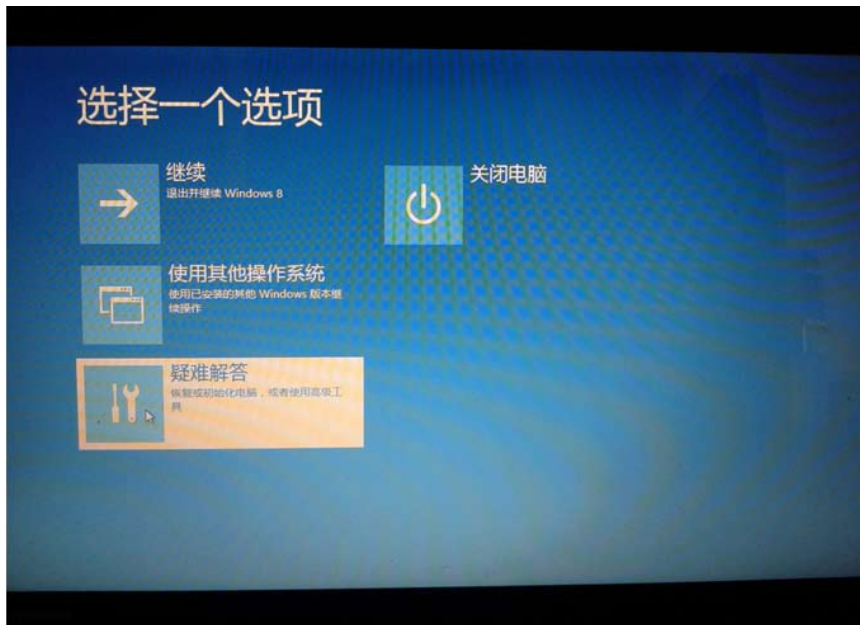 选择一个选项
继续
退出并继续 Windows 8
关闭电脑
使用其他操作系统
使用已安装的其他 Windows 版本继
续操作
疑难解答
恢复或初始化电脑，或者使用高级工
具